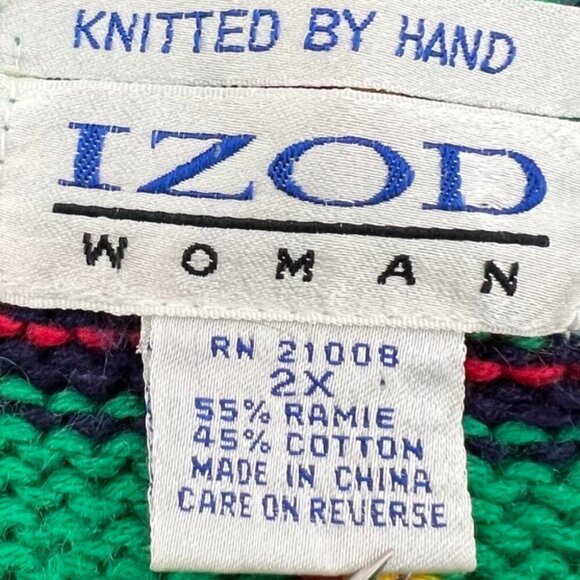 KNITTED BY HAND
IZOD
WOMAN
RN 21008
2X
55% RAMIE
45% COTTON
MADE IN CHINA
CARE ON REVERSE